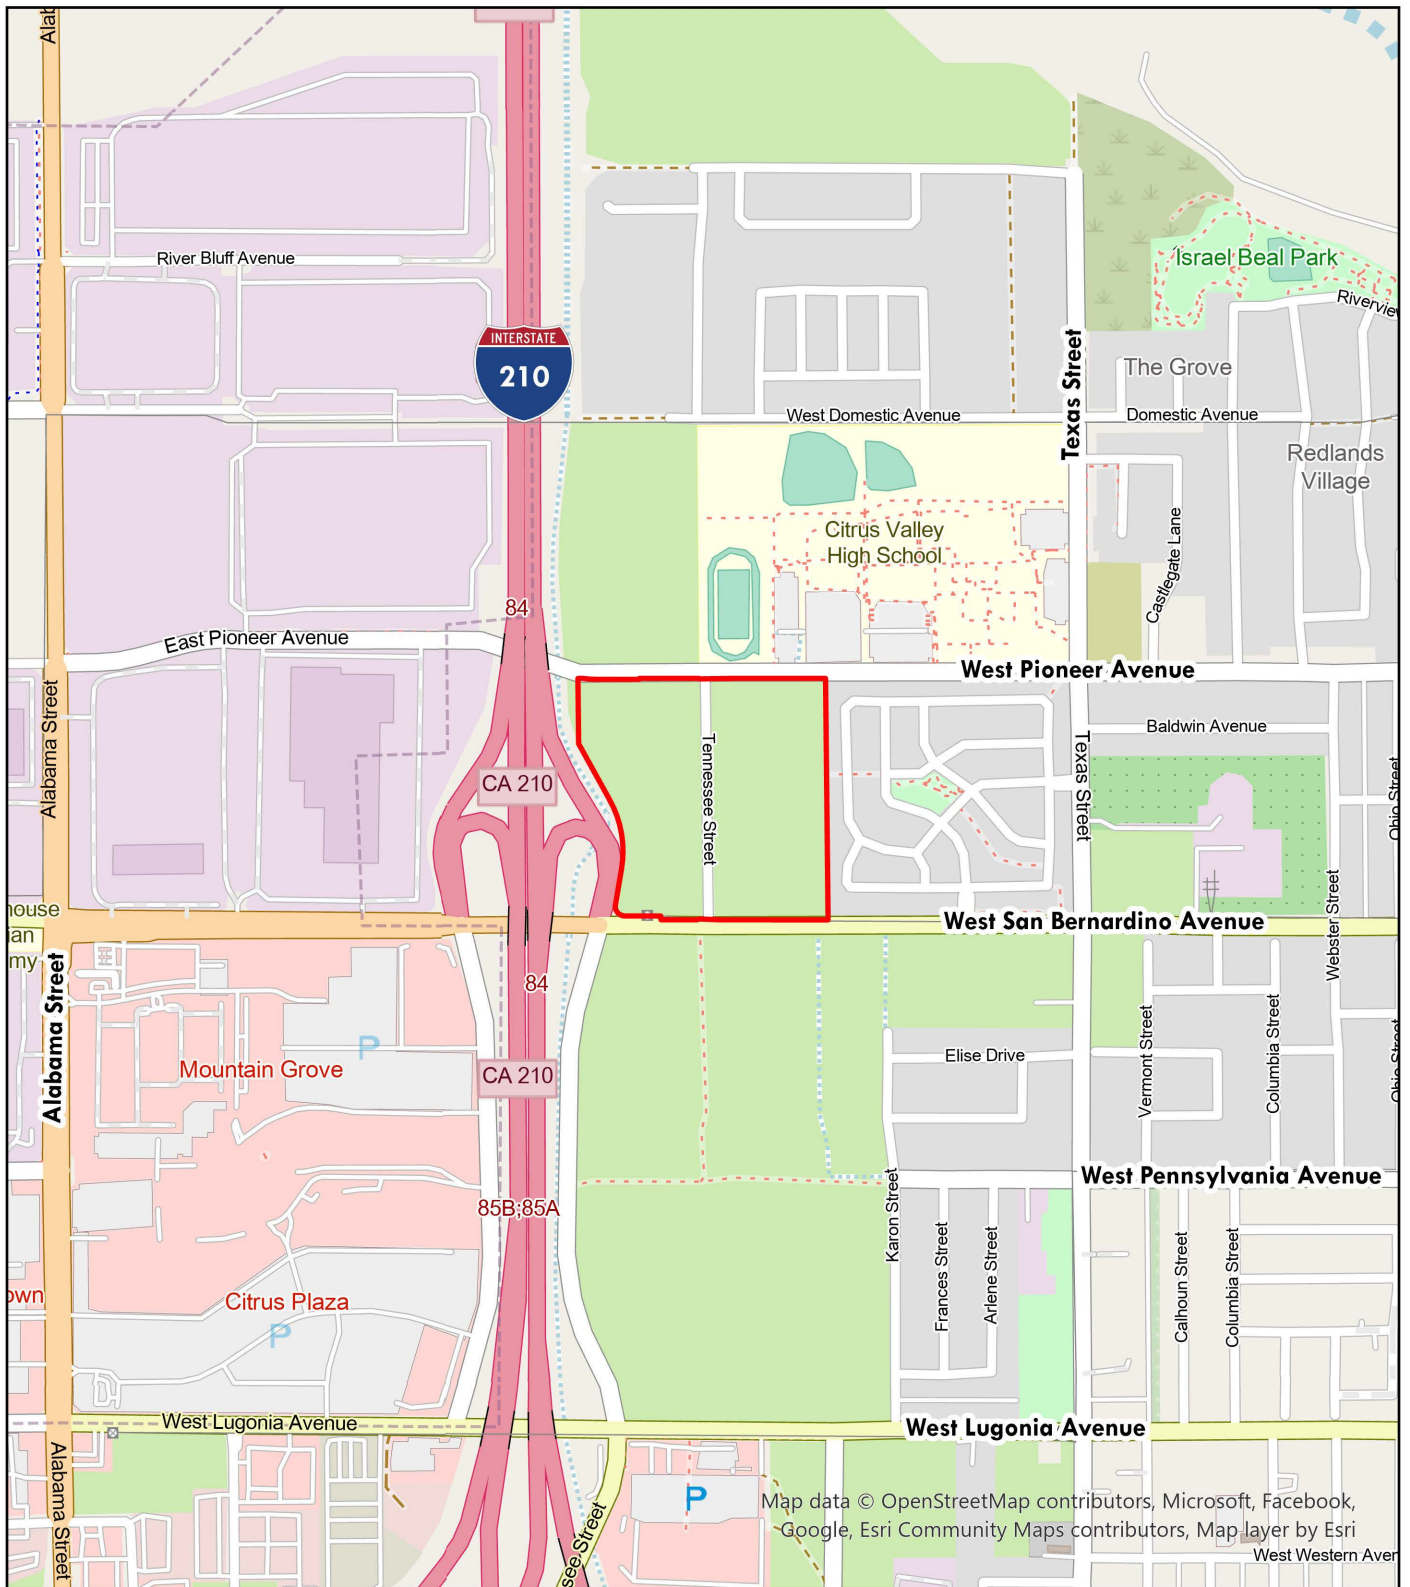 Alab
River Bluff Avenue
Israel Beal Park
INTERSTATE
210
Texas Street
The Grove
West Domestic Avenue
Domestic Avenue
Redlands
Village
Citrus Valley
High School
Castlegate Lane
84
East Pioneer Avenue
West Pioneer Avenue
Alabama Street
Tennessee Street
Texas Street
Baldwin Avenue
Ohio Street
CA 210
Webster Street
house
ian
my
West San Bernardino Avenue
Alabama Street
84
Mountain Grove
P
CA 210
Elise Drive
Vermont Street
Columbia Street
West Pennsylvania Avenue
Karon Street
85B;85A
Frances Street
Arlene Street
Calhoun Street
Columbia Street
own
Citrus Plaza
P
West Lugonia Avenue
West Lugonia Avenue
Alabama Street
see Street
P
Map data © OpenStreetMap contributors, Microsoft, Facebook,
Google, Esri Community Maps contributors, Map layer by Esri
West Western Aven